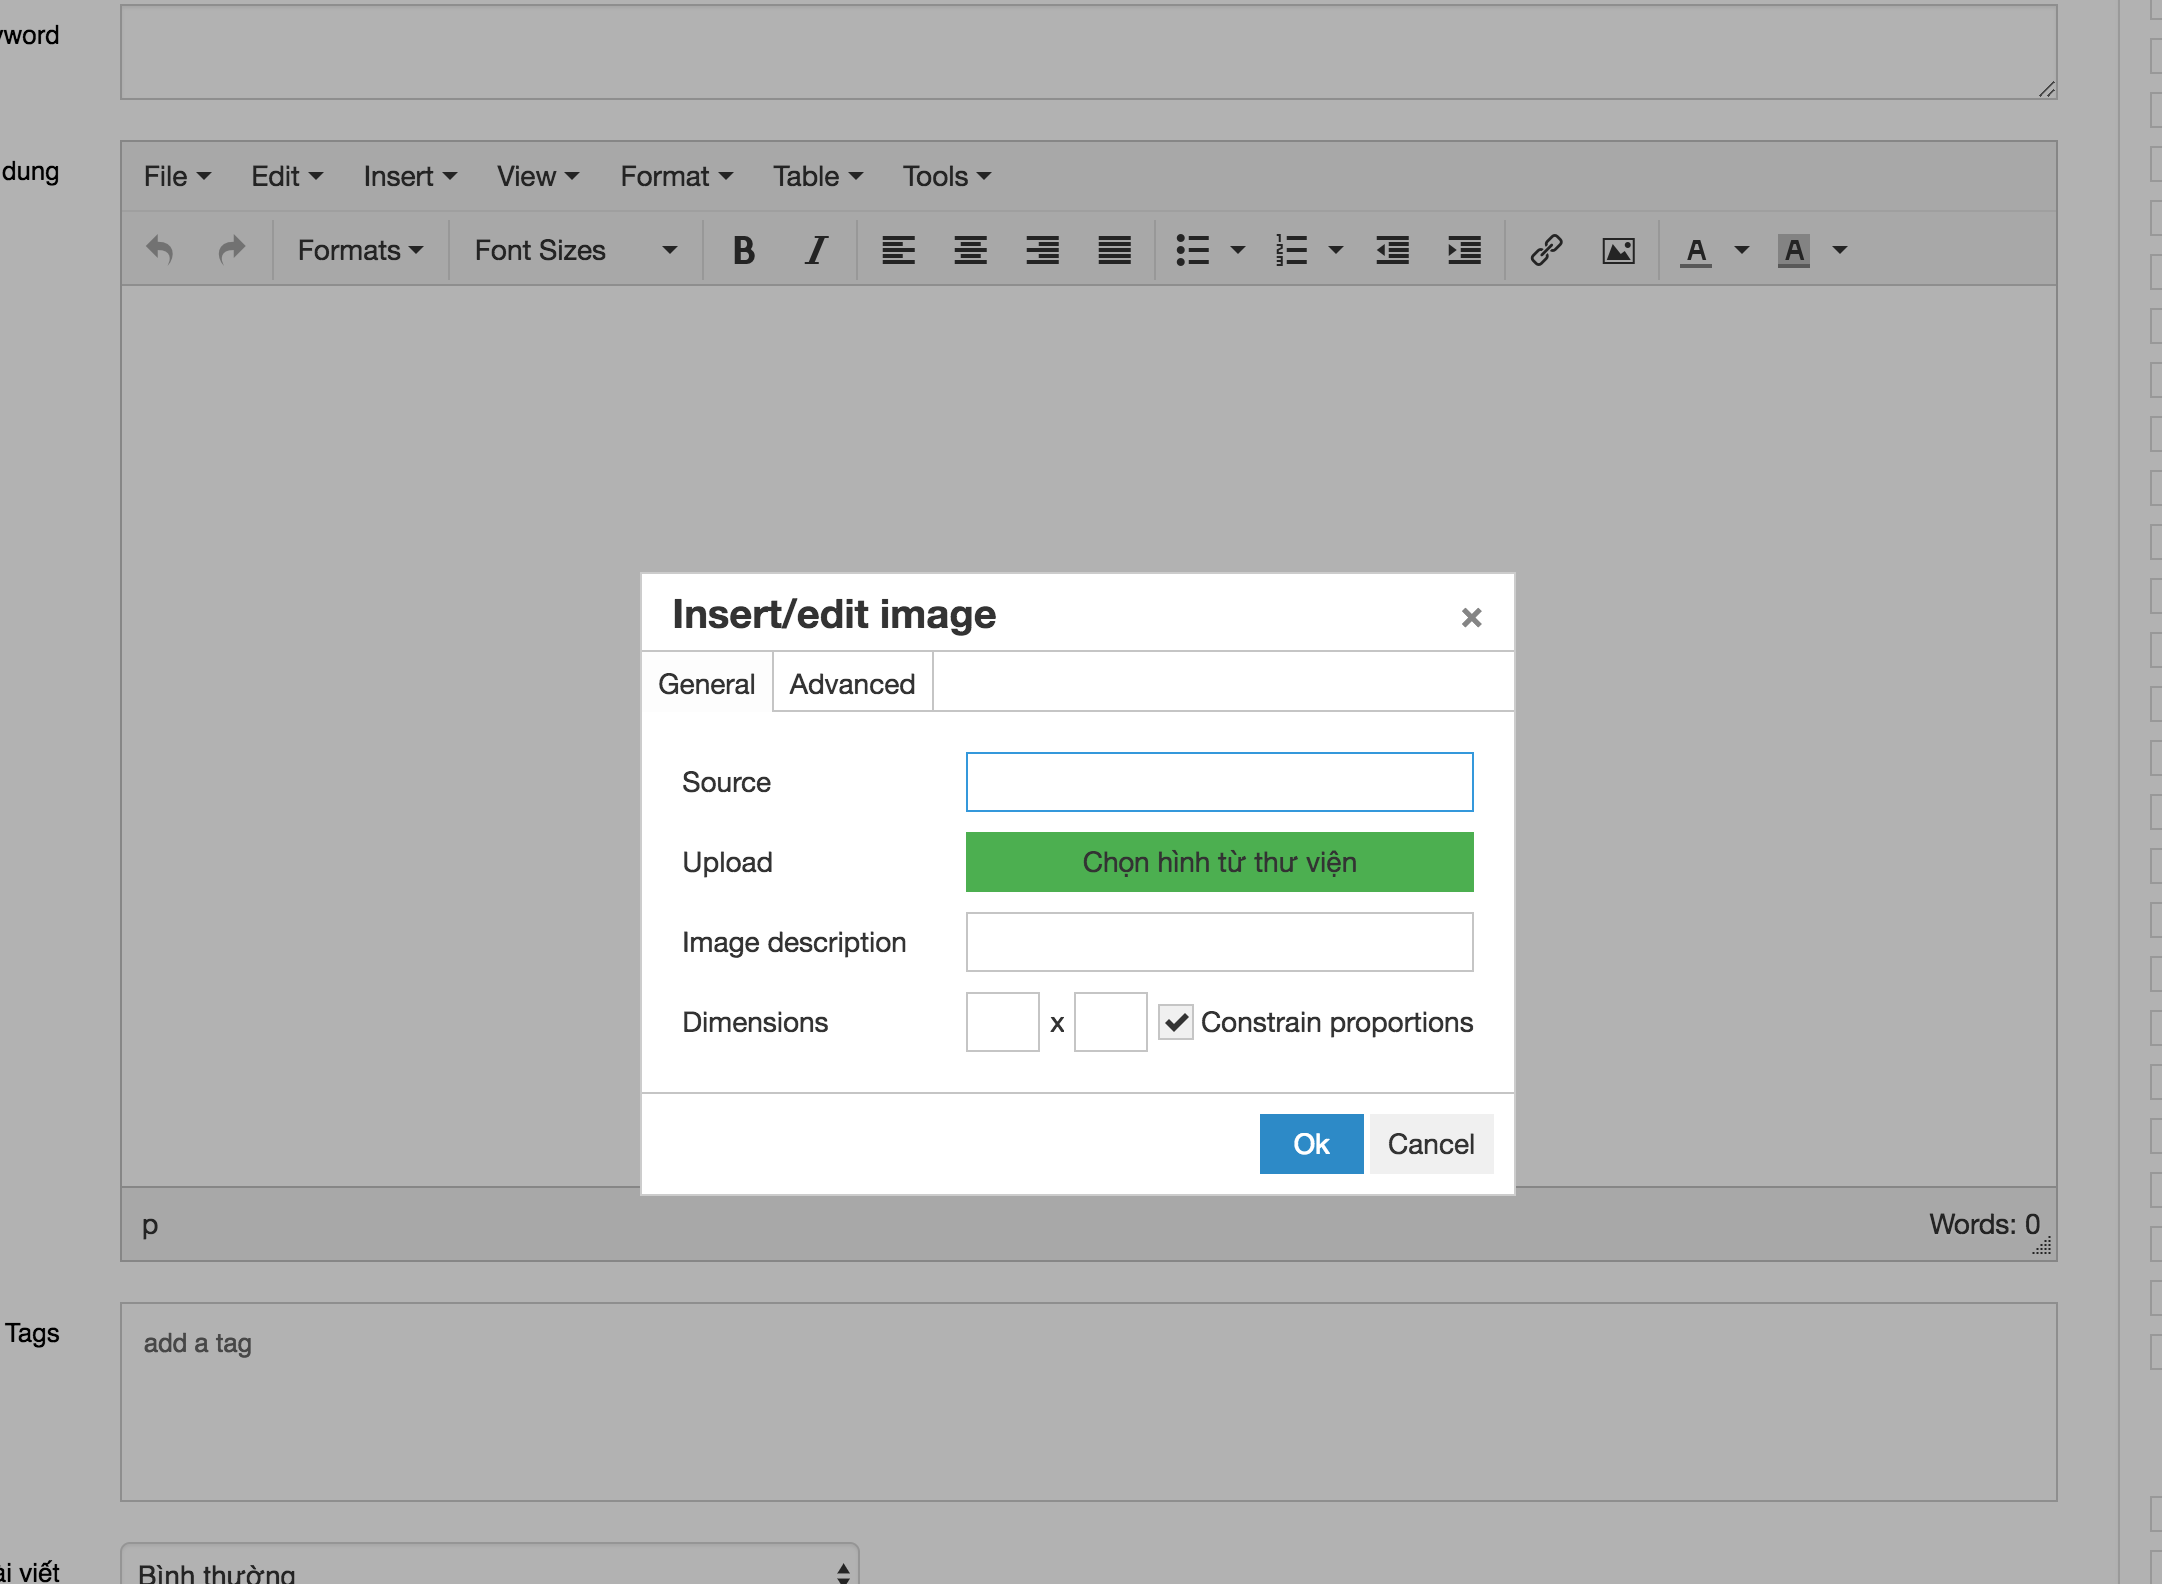 yword
dung
File Edit Insert View Format Table Tools
Formats Font Sizes B I A A
Insert/edit image ×
General Advanced
Source
Upload Chọn hình từ thư viện
Image description
Dimensions x Constrain proportions
Ok Cancel
p Words: 0
Tags add a tag
ài viết Bình thường